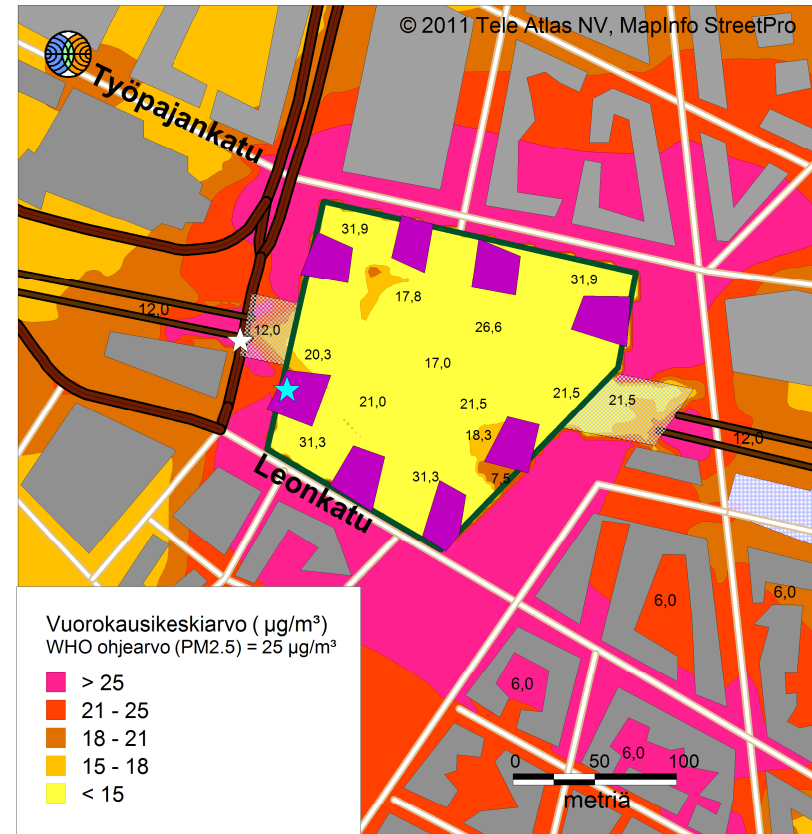 © 2011 Tele Atlas NV, MapInfo StreetPro
Työpajankatu
31,9
31,9
17,8
12,0
12,0
26,6
20,3
17,0
21,0
21,5
21,5
21,5
18,3
12,0
31,3
31,3
7,5
Leonkatu
6,0
6,0
6,0
6,0
Vuorokausikeskiarvo ( µg/m³)
WHO ohjearvo (PM2.5) = 25 µg/m³
> 25
21 - 25
18 - 21
15 - 18
< 15
0 50 100
metriä